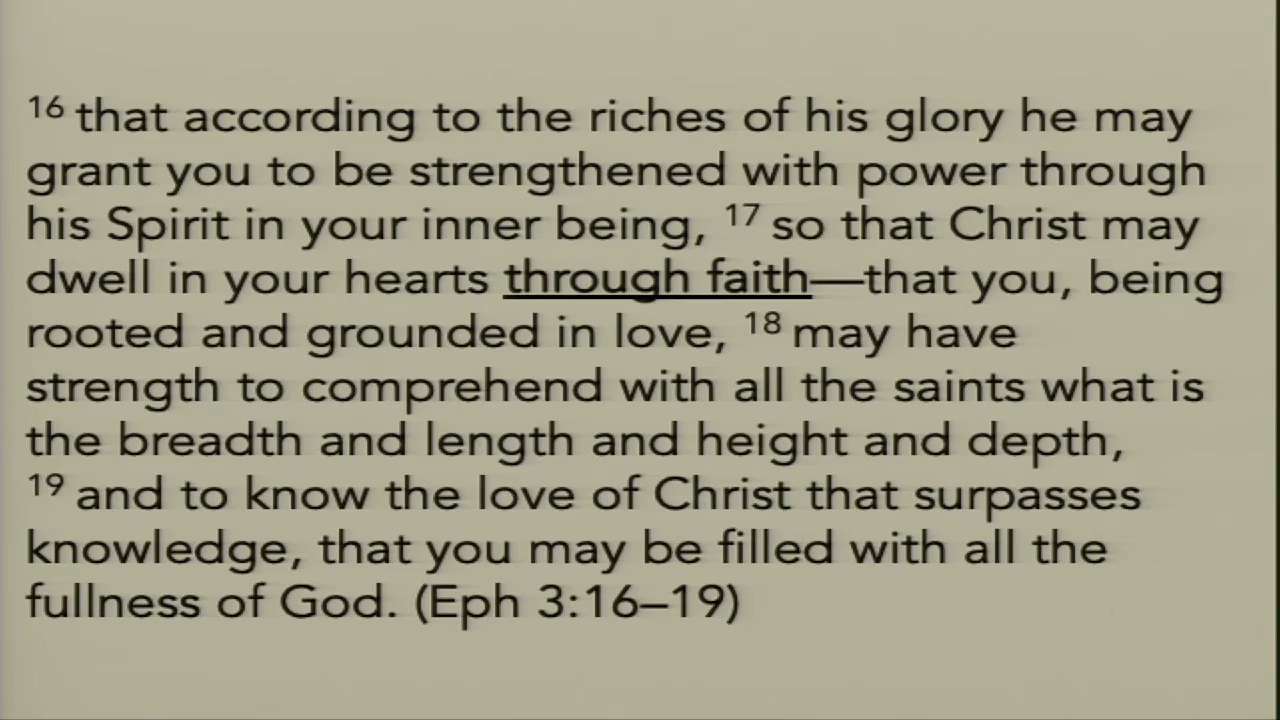 16 that according to the riches of his glory he may
grant you to be strengthened with power through
his Spirit in your inner being, 17 so that Christ may
dwell in your hearts through faith—that you, being
rooted and grounded in love, 18 may have
strength to comprehend with all the saints what is
the breadth and length and height and depth,
19 and to know the love of Christ that surpasses
knowledge, that you may be filled with all the
fullness of God. (Eph 3:16–19)